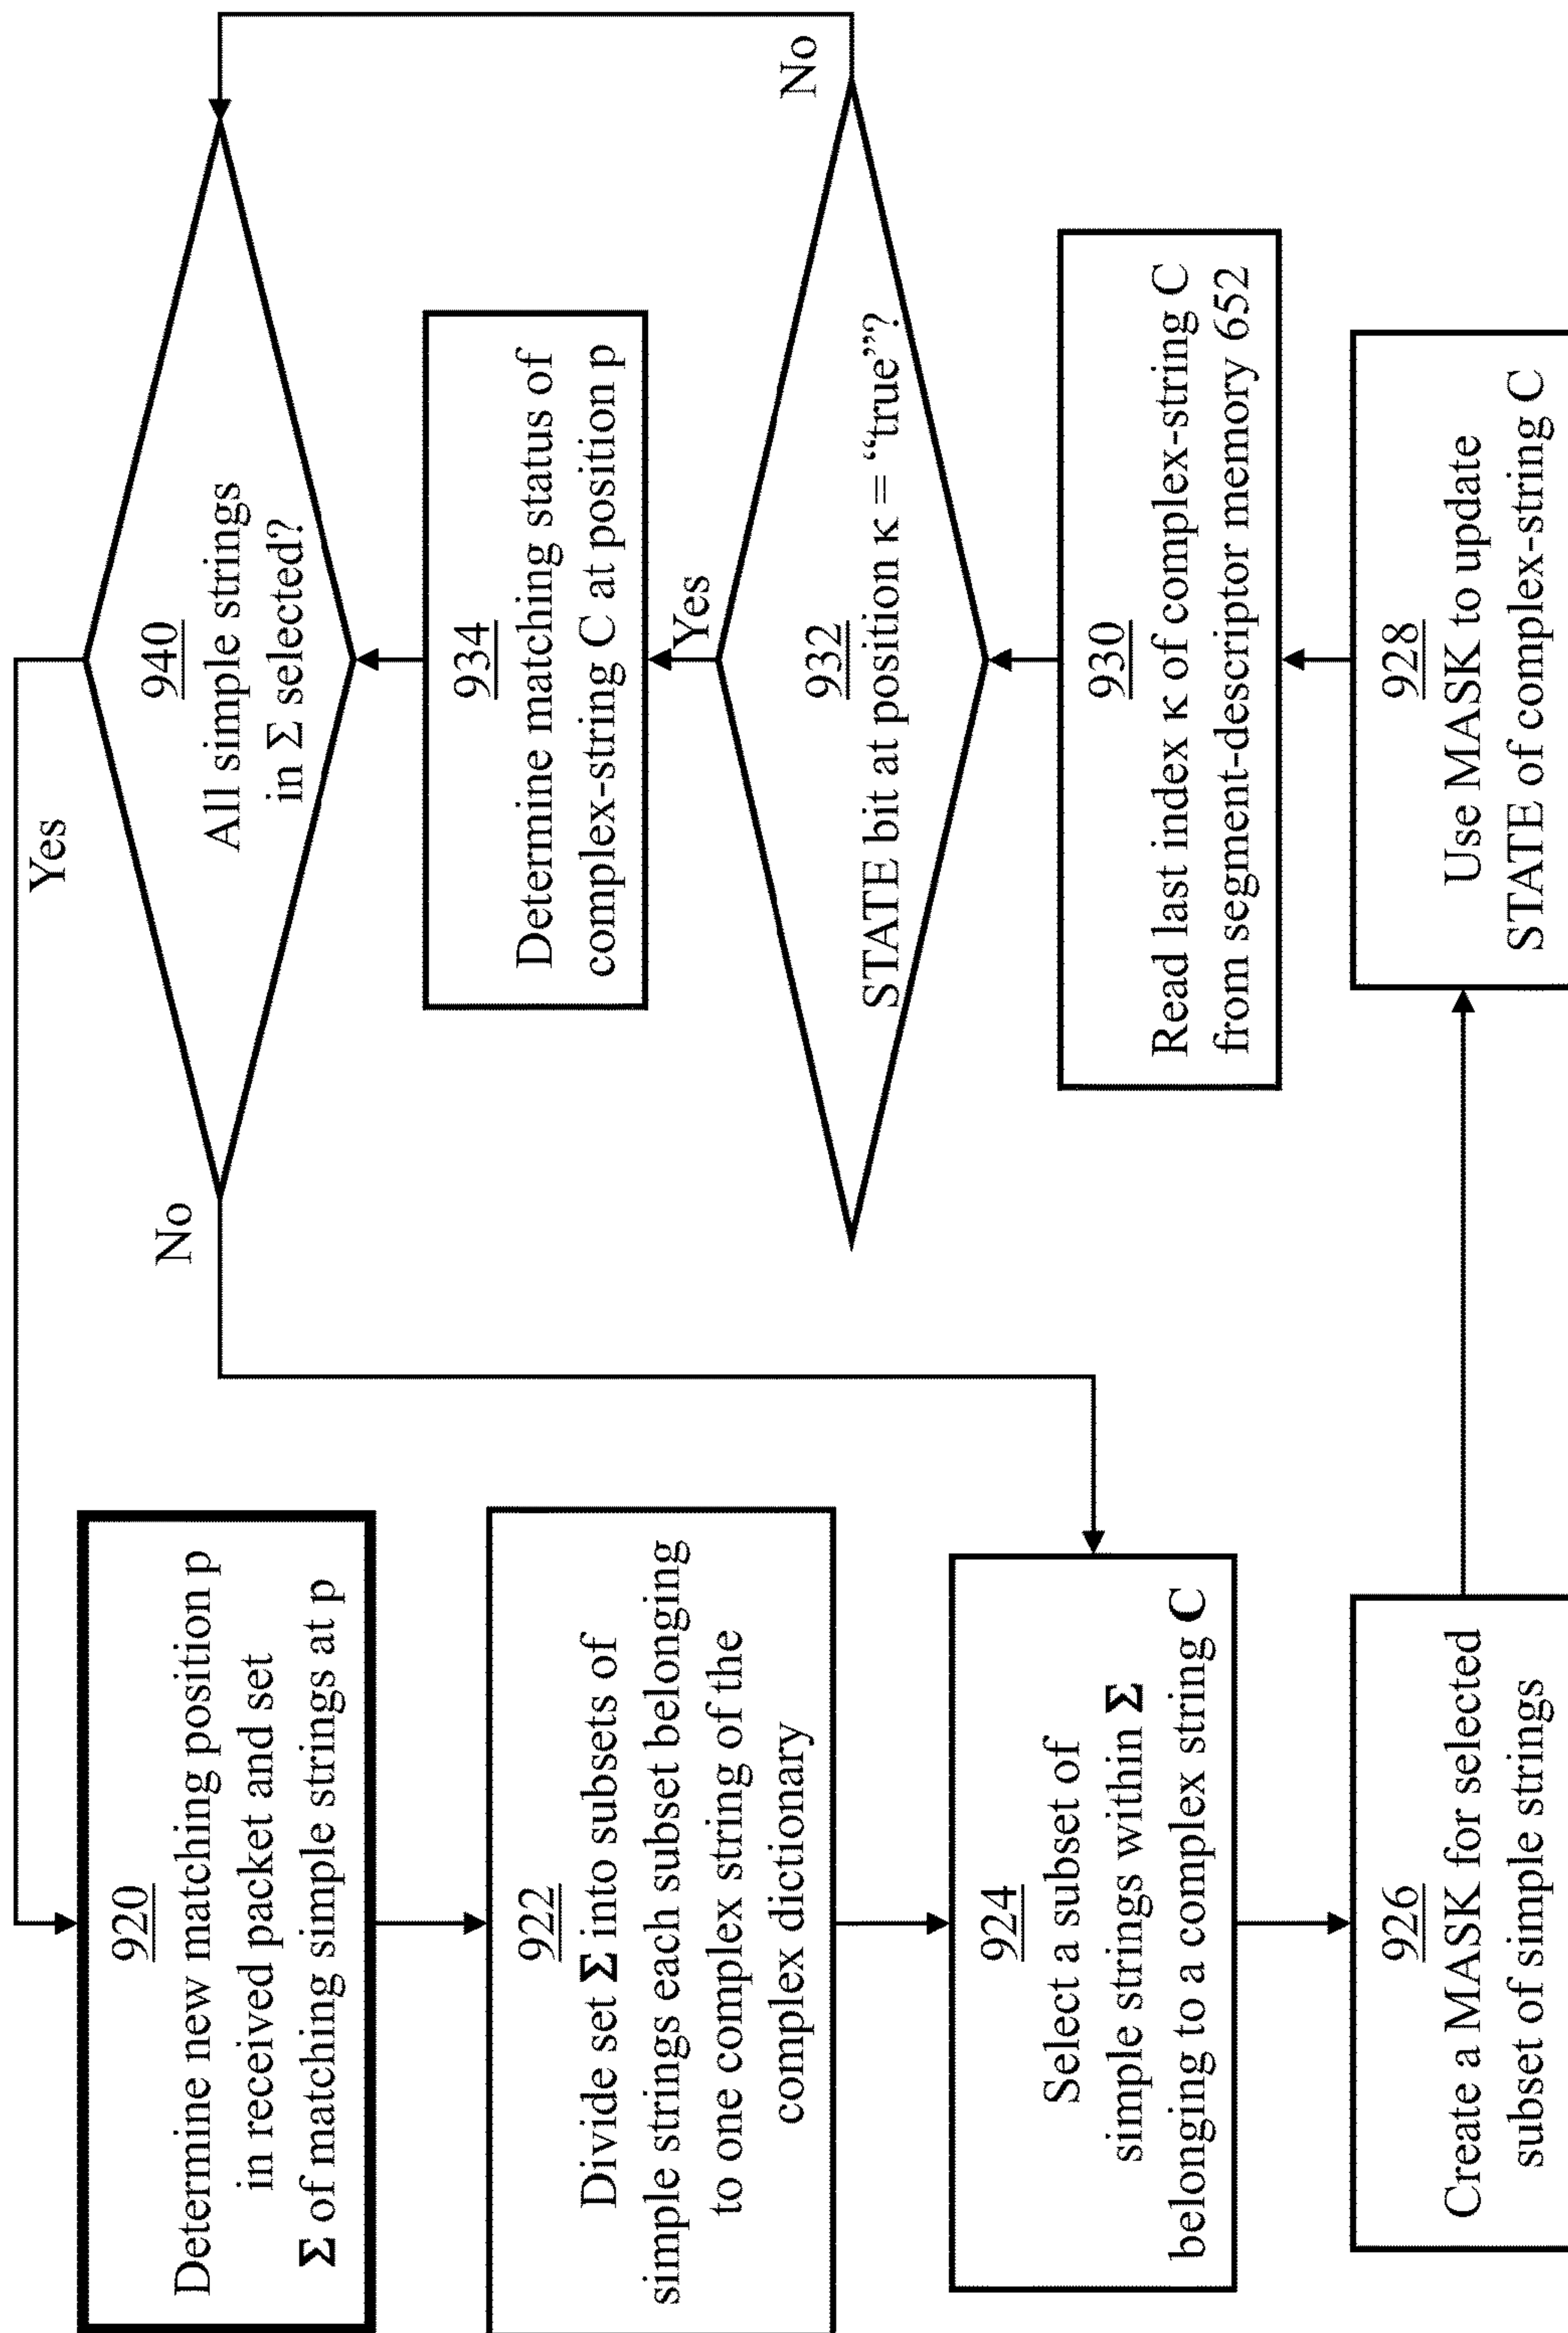 920
Determine new matching position p
in received packet and set
Σ of matching simple strings at p
922
Divide set Σ into subsets of
simple strings each subset belonging
to one complex string of the
complex dictionary
924
Select a subset of
simple strings within Σ
belonging to a complex string C
926
Create a MASK for selected
subset of simple strings
928
Use MASK to update
STATE of complex-string C
930
Read last index κ of complex-string C
from segment-descriptor memory 652
932
STATE bit at position κ = “true”?
Yes
No
934
Determine matching status of
complex-string C at position p
940
All simple strings
in Σ selected?
Yes
No